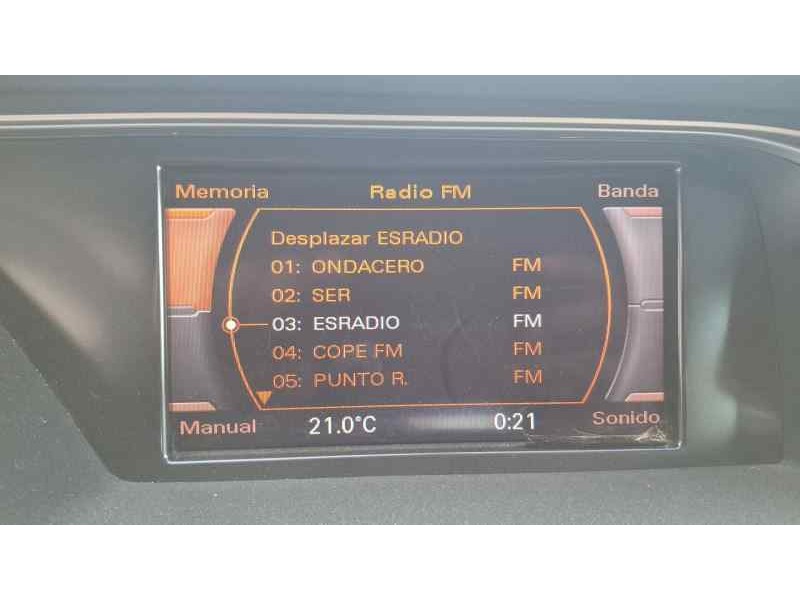 Memoria Radio FM Banda
Desplazar ESRADIO
01: ONDACERO FM
02: SER FM
03: ESRADIO FM
04: COPE FM FM
05: PUNTO R. FM
Manual 21.0°C 0:21 Sonido